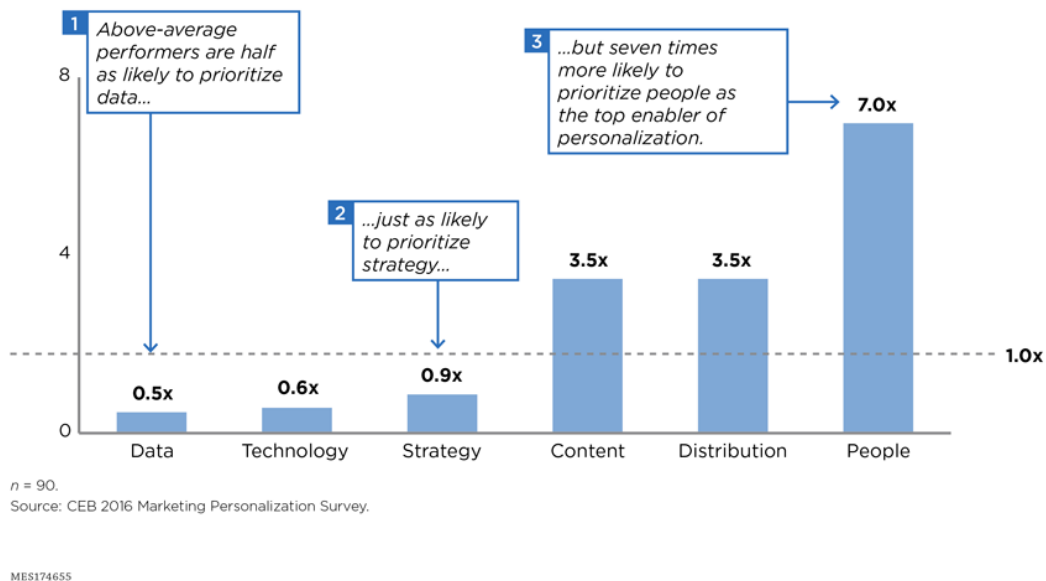 1
Above-average
performers are half
as likely to prioritize
data...
3
...but seven times
more likely to
prioritize people as
the top enabler of
personalization.
2
...just as likely
to prioritize
strategy...
8
4
0
0.5x
0.6x
0.9x
3.5x
3.5x
7.0x
1.0x
Data
Technology
Strategy
Content
Distribution
People
n = 90.
Source: CEB 2016 Marketing Personalization Survey.
MES174655